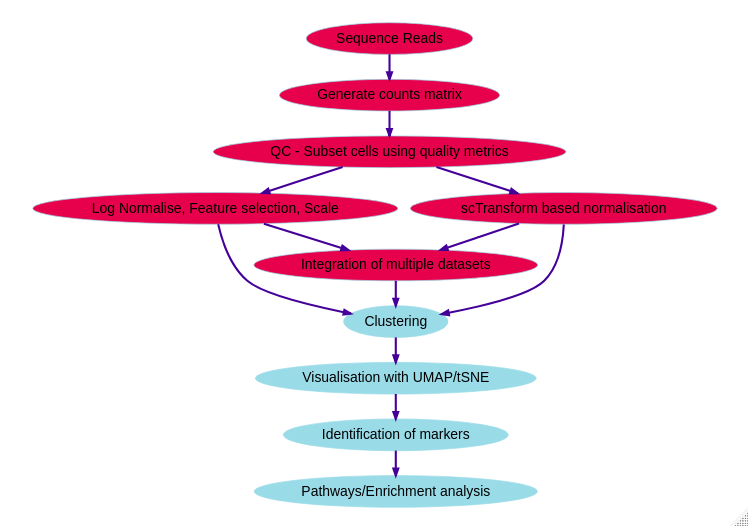 Sequence Reads
Generate counts matrix
QC - Subset cells using quality metrics
Log Normalise, Feature selection, Scale
scTransform based normalisation
Integration of multiple datasets
Clustering
Visualisation with UMAP/tSNE
Identification of markers
Pathways/Enrichment analysis